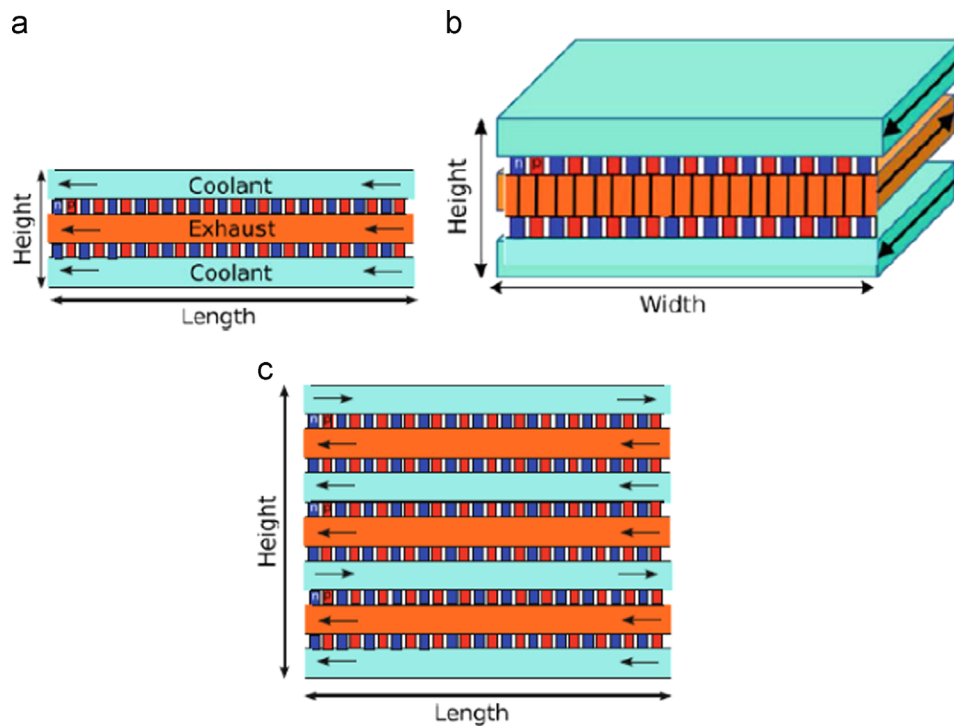 a
Height
Coolant
n p
Exhaust
Coolant
Length
b
Height
n p
Width
c
Height
n p
n p
n p
Length